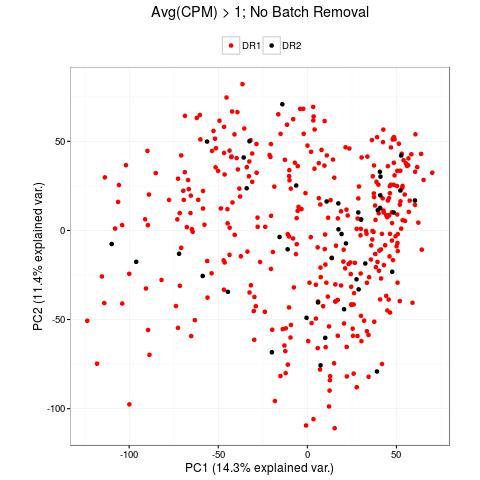 Avg(CPM) > 1; No Batch Removal
DR1 DR2
50
0
-50
-100
PC2 (11.4% explained var.)
-100 -50 0 50
PC1 (14.3% explained var.)